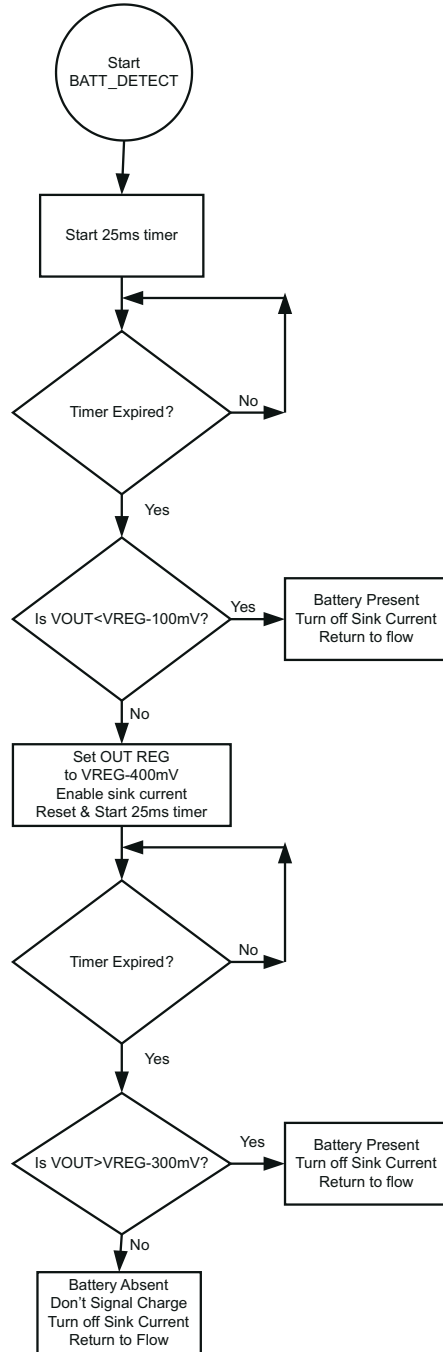 Start
BATT_DETECT
Start 25ms timer
Timer Expired?
No
Yes
Is VOUT<VREG-100mV?
Yes
Battery Present
Turn off Sink Current
Return to flow
No
Set OUT REG
to VREG-400mV
Enable sink current
Reset & Start 25ms timer
Timer Expired?
No
Yes
Is VOUT>VREG-300mV?
Yes
Battery Present
Turn off Sink Current
Return to flow
No
Battery Absent
Don't Signal Charge
Turn off Sink Current
Return to Flow